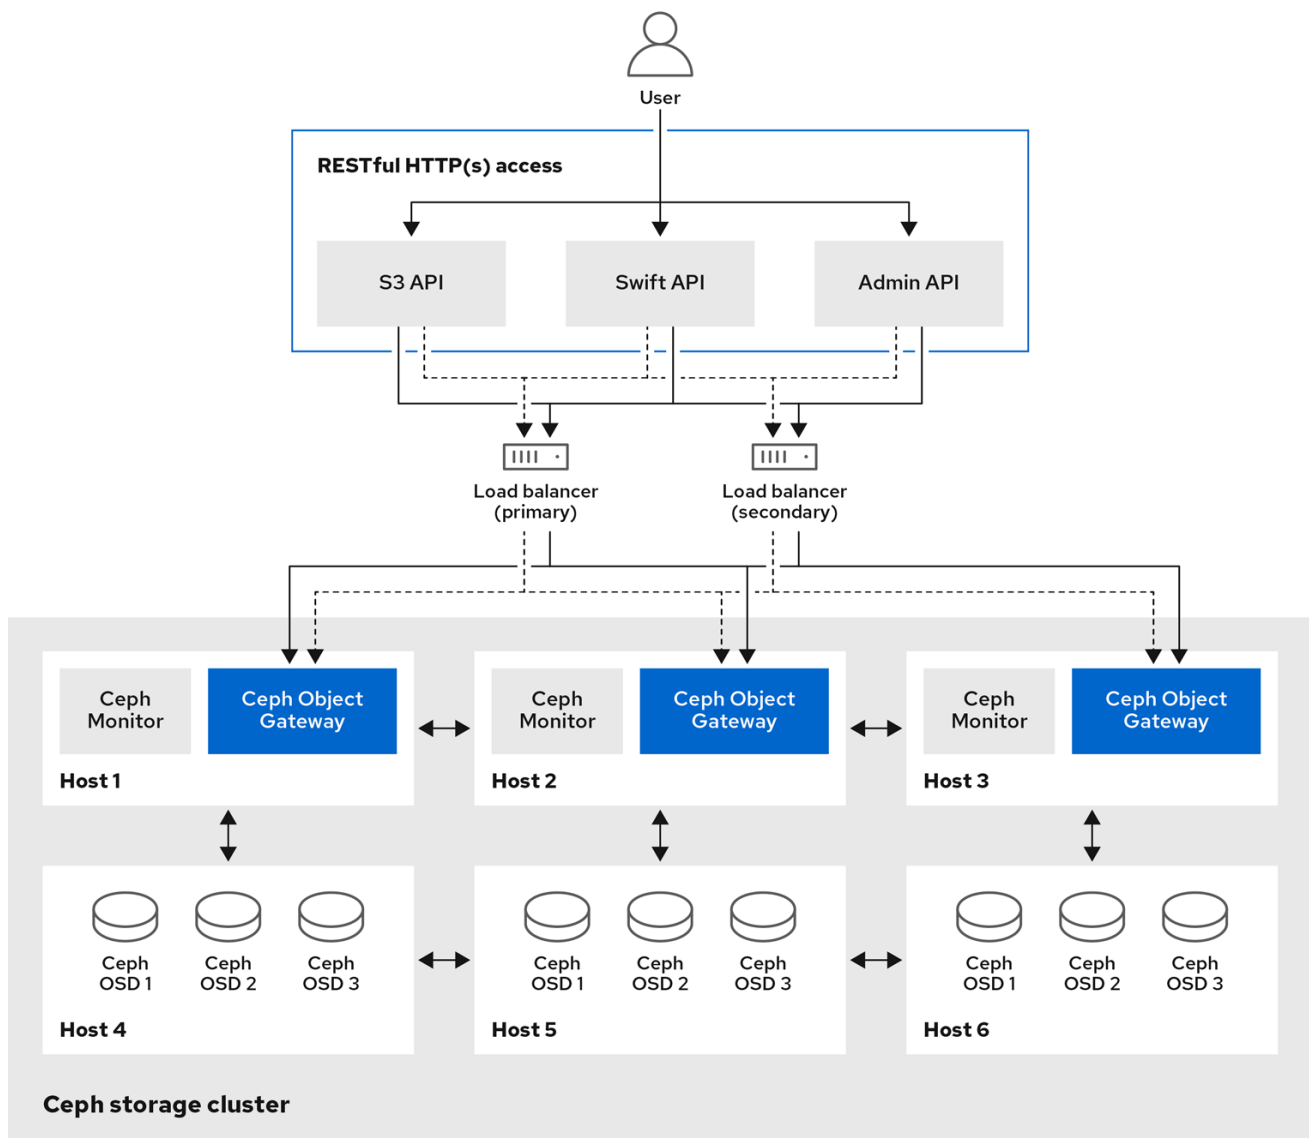 User
RESTful HTTP(s) access
S3 API
Swift API
Admin API
Load balancer
(primary)
Load balancer
(secondary)
Ceph
Monitor
Ceph Object
Gateway
Host 1
Ceph
Monitor
Ceph Object
Gateway
Host 2
Ceph
Monitor
Ceph Object
Gateway
Host 3
Ceph
OSD 1
Ceph
OSD 2
Ceph
OSD 3
Host 4
Ceph
OSD 1
Ceph
OSD 2
Ceph
OSD 3
Host 5
Ceph
OSD 1
Ceph
OSD 2
Ceph
OSD 3
Host 6
Ceph storage cluster